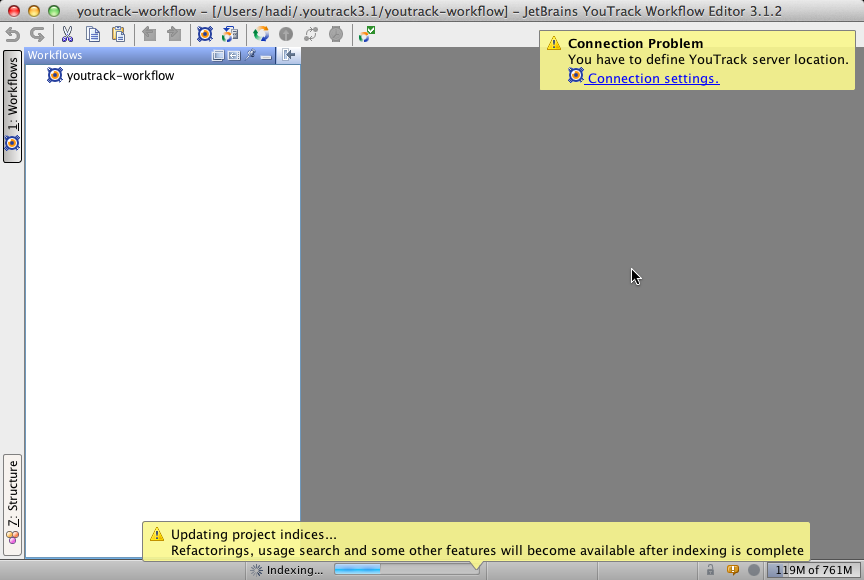 youtrack-workflow – [/Users/hadi/.youtrack3.1/youtrack-workflow] – JetBrains YouTrack Workflow Editor 3.1.2
Workflows
Connection Problem
You have to define YouTrack server location.
Connection settings.
1: Workflows
youtrack-workflow
Z: Structure
Updating project indices...
Refactorings, usage search and some other features will become available after indexing is complete
Indexing...
119M of 761M